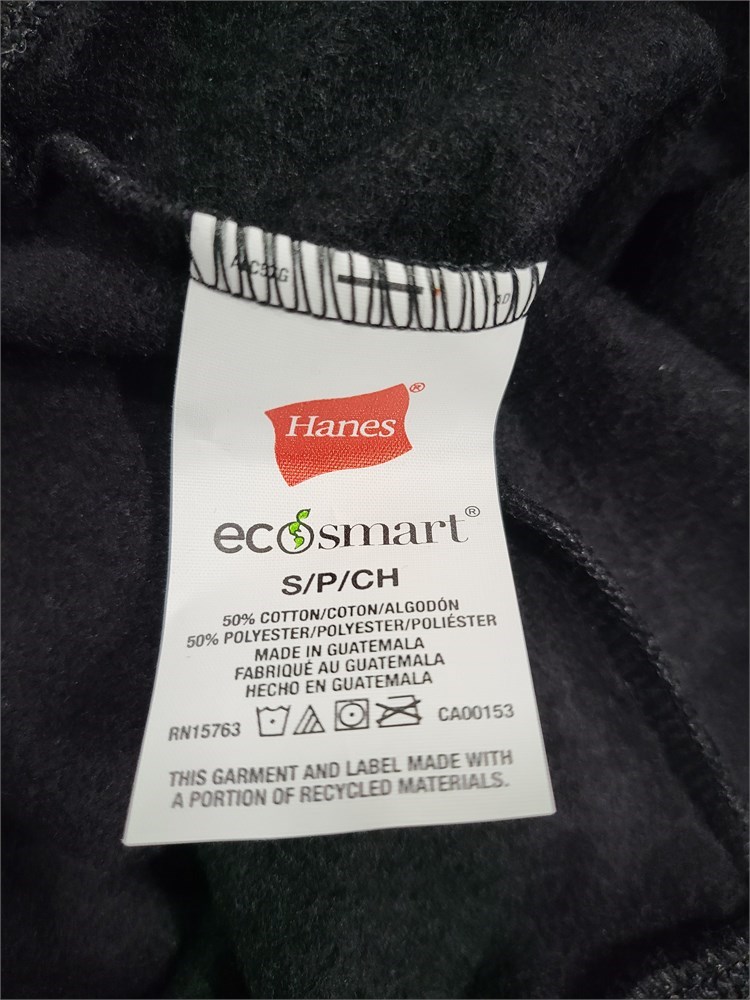 Hanes®
ecosmart®
S/P/CH
50% COTTON/COTON/ALGODÓN
50% POLYESTER/POLYESTER/POLIÉSTER
MADE IN GUATEMALA
FABRIQUÉ AU GUATEMALA
HECHO EN GUATEMALA
RN15763 CA00153
THIS GARMENT AND LABEL MADE WITH
A PORTION OF RECYCLED MATERIALS.